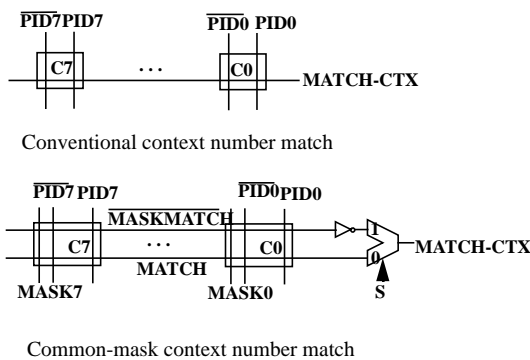 PID7 PID7 PID0 PID0
C7 ... C0 MATCH-CTX
Conventional context number match
PID7 PID7 PID0 PID0
MASKMATCH
C7 ... C0 1 MATCH-CTX
MATCH 0
MASK7 MASK0 S
Common-mask context number match